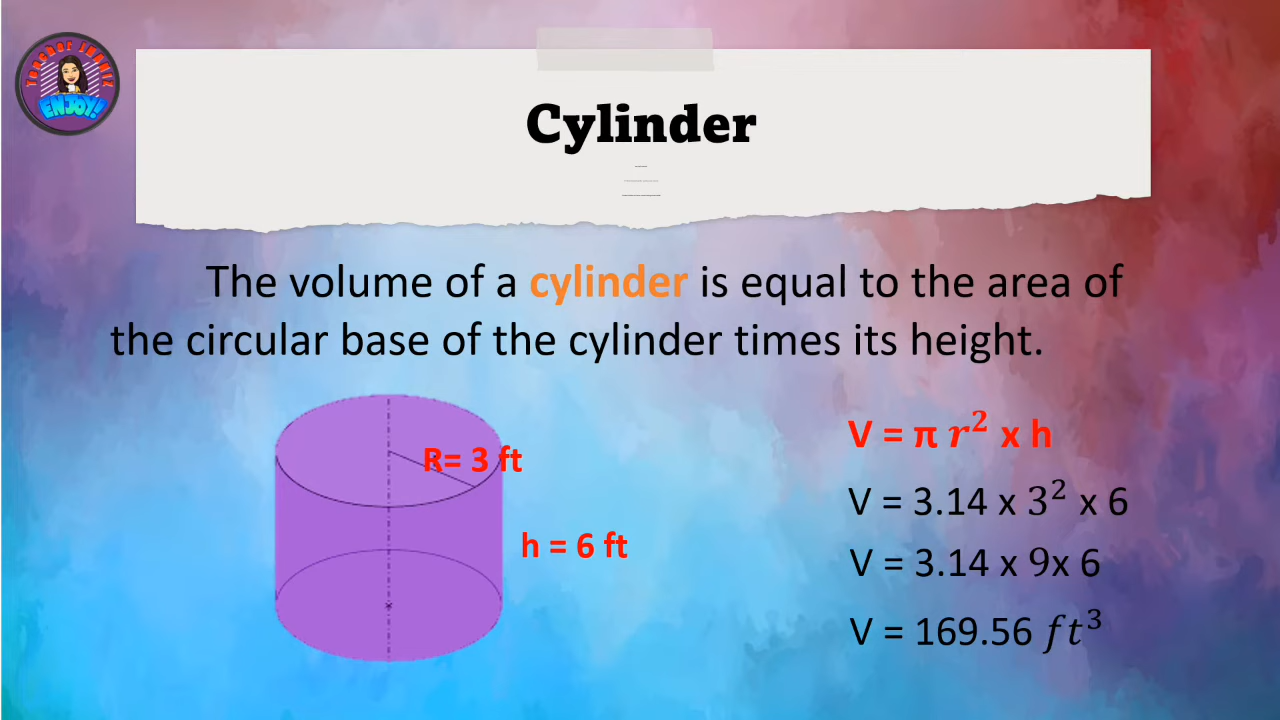 ENJOY!
Cylinder
The volume of a cylinder is equal to the area of
the circular base of the cylinder times its height.
R= 3 ft
h = 6 ft
V = π r² x h
V = 3.14 x 3² x 6
V = 3.14 x 9x 6
V = 169.56 ft³